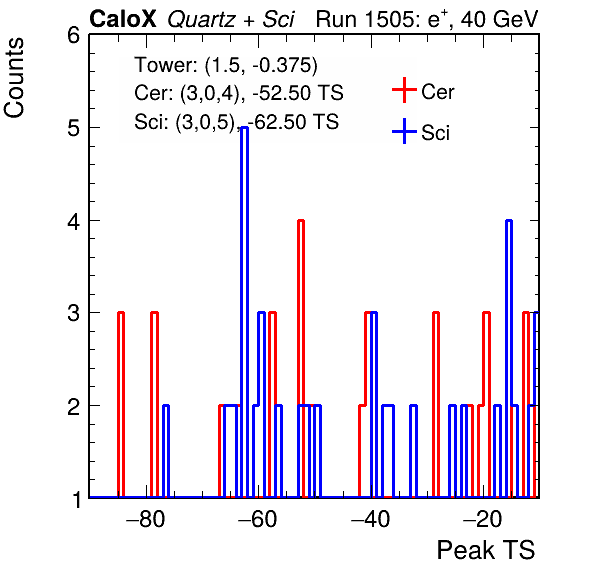 CaloX Quartz + Sci Run 1505: e⁺, 40 GeV
Counts
Tower: (1.5, -0.375)
Cer: (3,0,4), -52.50 TS
Sci: (3,0,5), -62.50 TS
Cer
Sci
6
5
4
3
2
1
−80 −60 −40 −20
Peak TS